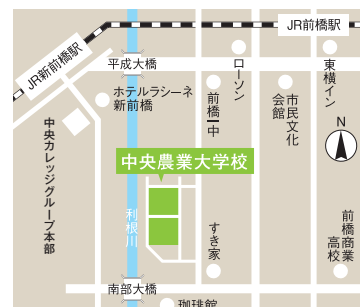 JR前橋駅
JR新前橋駅
平成大橋
ローソン
東横イン
ホテルラシーネ
新前橋
前橋一中
市民文化
会館
N
中央カレッジグループ本部
中央農業大学校
利根川
すき家
前橋商業
高校
南部大橋
珈琲館